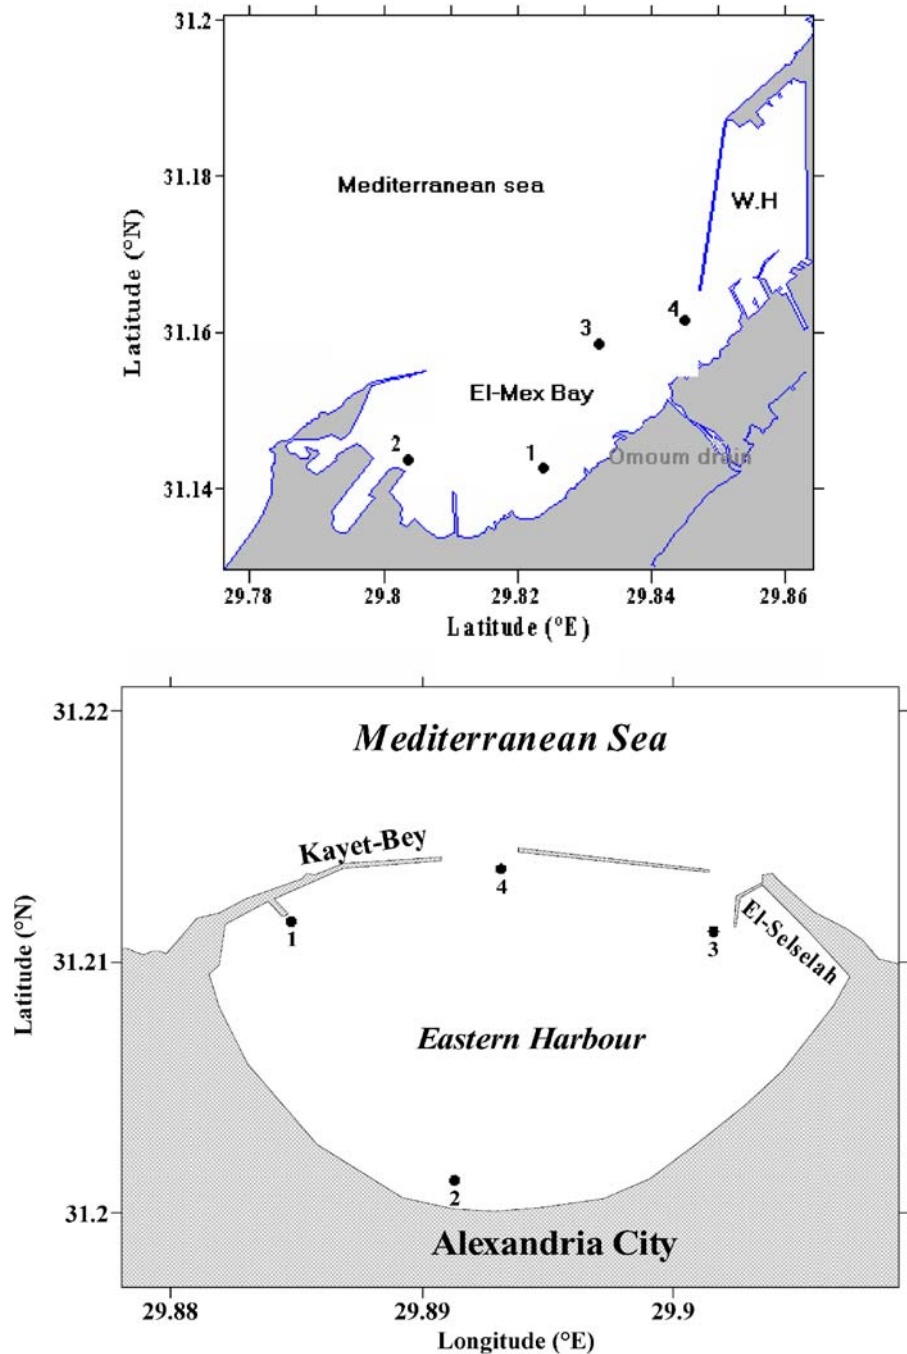 31.2
31.18
31.16
31.14
Latitude (°N)
Mediterranean sea
W.H
4
3
El-Mex Bay
2
1
Omoum drain
29.78
29.8
29.82
29.84
29.86
Latitude (°E)
31.22
31.21
31.2
Latitude (°N)
Mediterranean Sea
Kayet-Bey
4
1
3
El-Selselah
Eastern Harbour
2
Alexandria City
29.88
29.89
29.9
Longitude (°E)